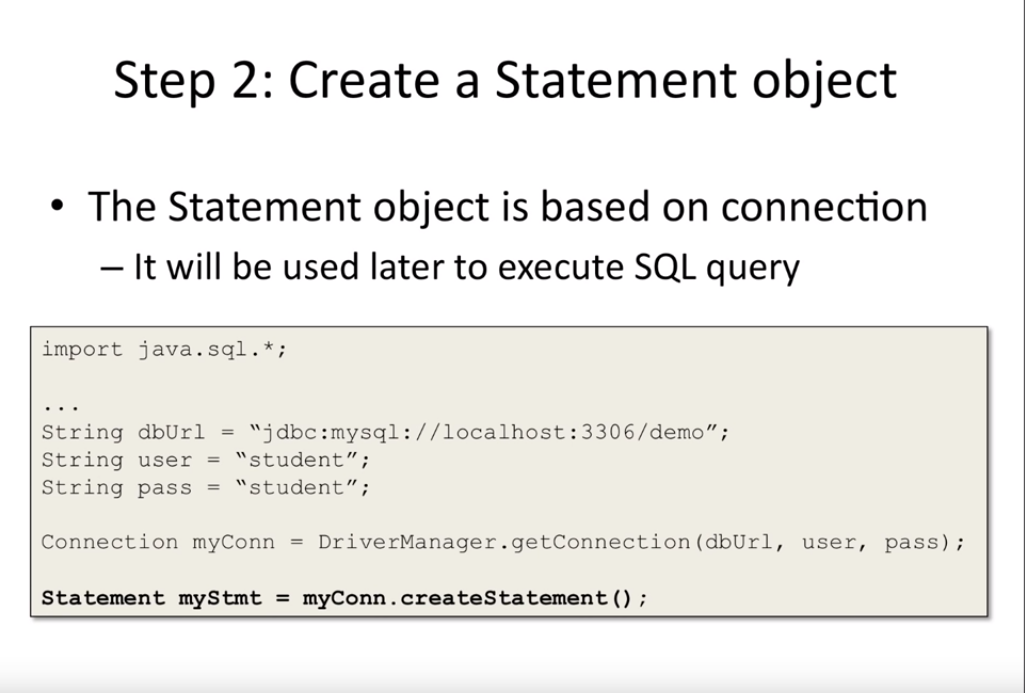 Step 2: Create a Statement object
• The Statement object is based on connection
– It will be used later to execute SQL query
import java.sql.*;
...
String dbUrl = “jdbc:mysql://localhost:3306/demo”;
String user = “student”;
String pass = “student”;
Connection myConn = DriverManager.getConnection(dbUrl, user, pass);
Statement myStmt = myConn.createStatement();